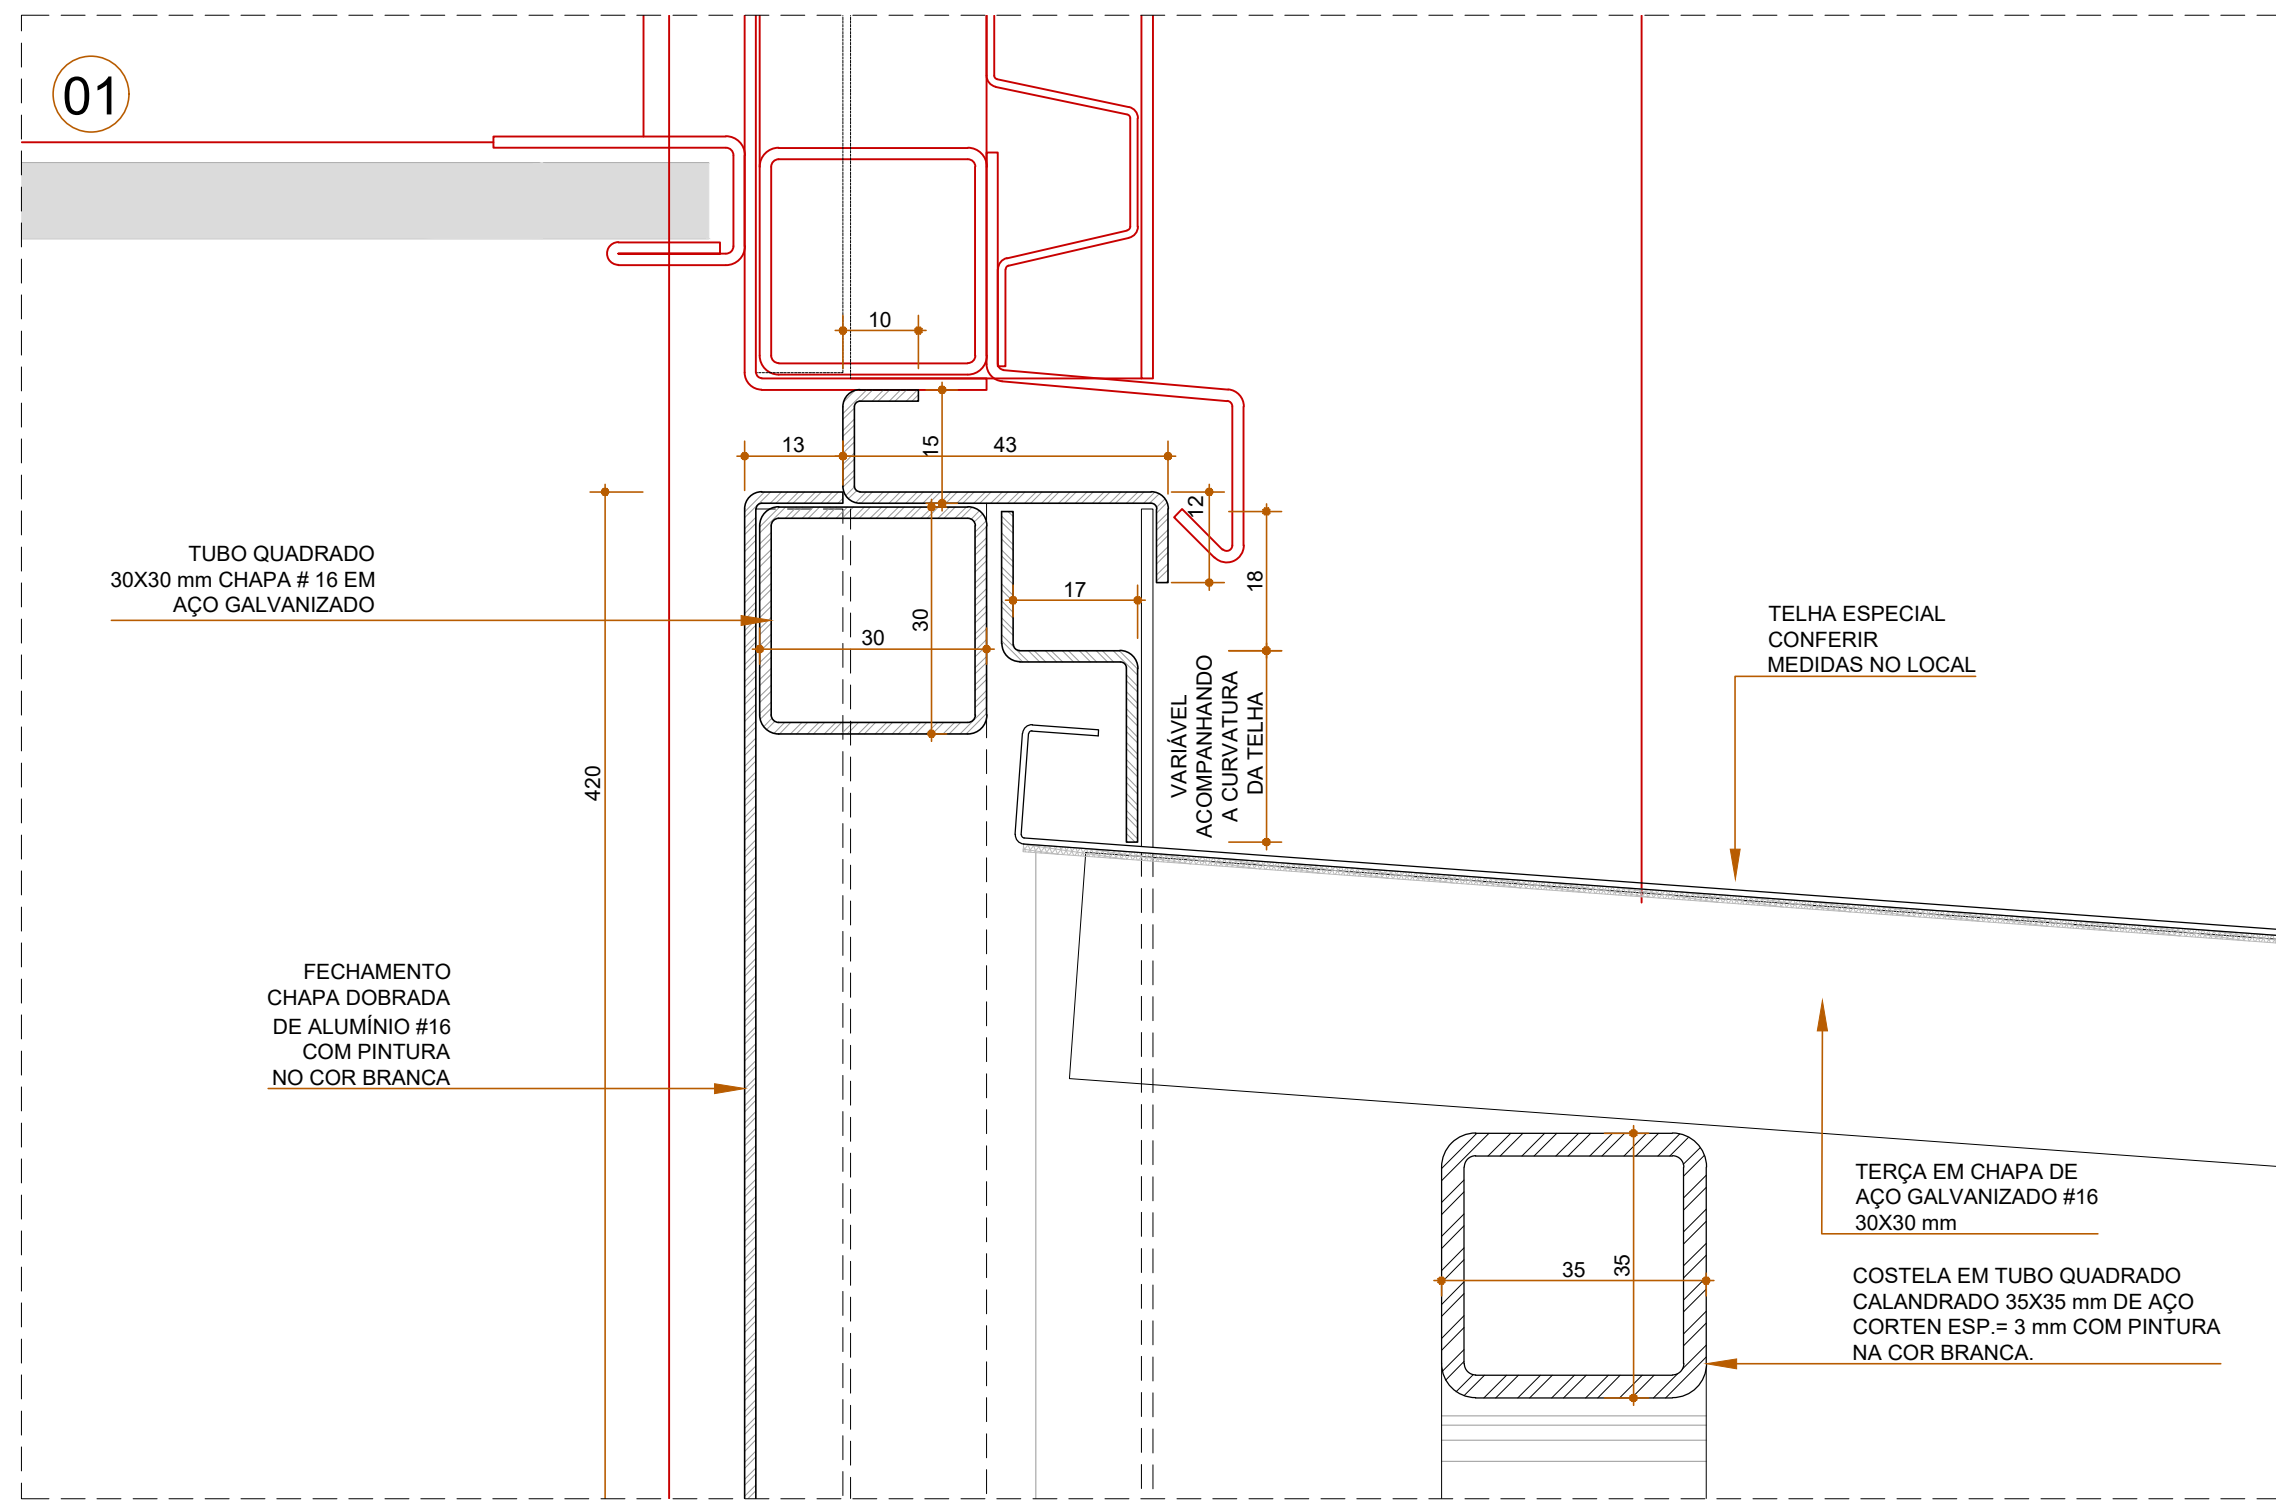 01
10
13
15
43
12
TUBO QUADRADO
30X30 mm CHAPA # 16 EM
AÇO GALVANIZADO
30
30
17
18
VARIÁVEL
ACOMPANHANDO
A CURVATURA
DA TELHA
TELHA ESPECIAL
CONFERIR
MEDIDAS NO LOCAL
420
FECHAMENTO
CHAPA DOBRADA
DE ALUMÍNIO #16
COM PINTURA
NO COR BRANCA
TERÇA EM CHAPA DE
AÇO GALVANIZADO #16
30X30 mm
35
35
COSTELA EM TUBO QUADRADO
CALANDRADO 35X35 mm DE AÇO
CORTEN ESP.= 3 mm COM PINTURA
NA COR BRANCA.